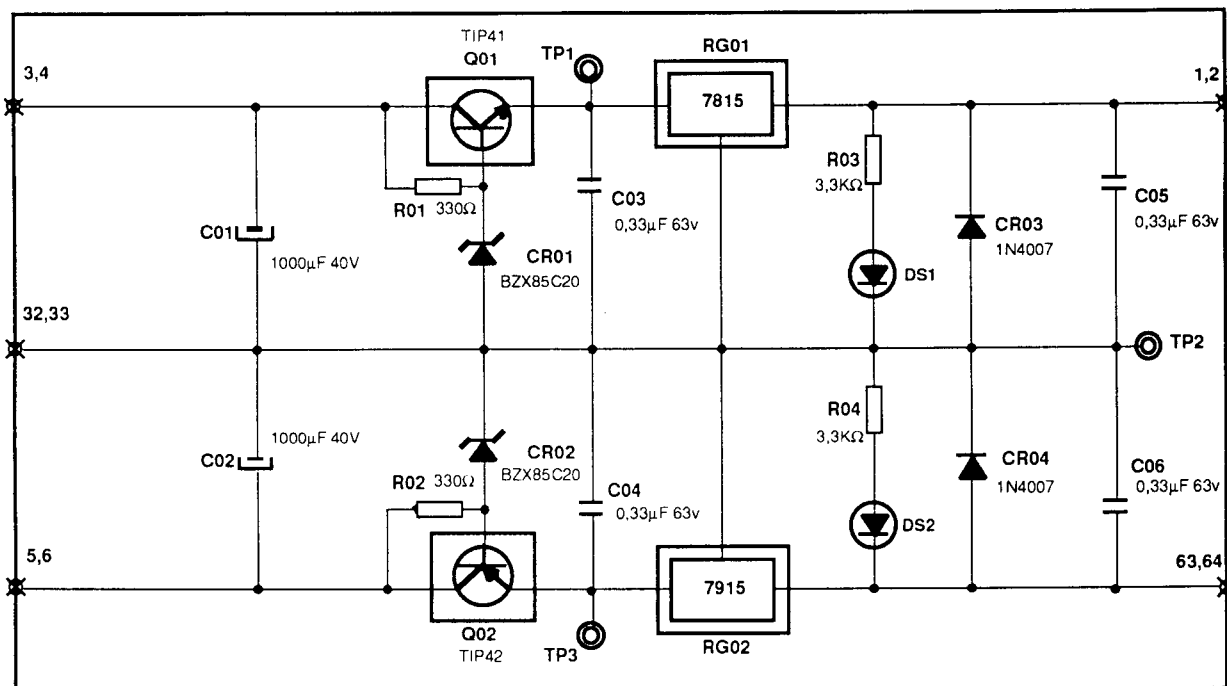 TIP41
Q01
TP1
RG01
3,4
7815
1,2
R03
3,3KΩ
R01 330Ω
C03
0,33µF 63v
C05
0,33µF 63v
C01
1000µF 40V
CR01
BZX85C20
CR03
1N4007
DS1
32,33
TP2
R04
3,3KΩ
1000µF 40V
C02
CR02
BZX85C20
R02 330Ω
C04
0,33µF 63v
CR04
1N4007
C06
0,33µF 63v
DS2
5,6
63,64
7915
Q02
TIP42
TP3
RG02